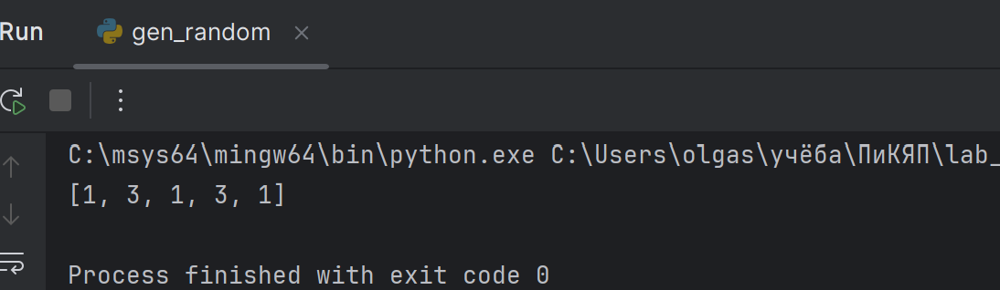 Run gen_random
C:\msys64\mingw64\bin\python.exe C:\Users\olgas\учёба\ПиКЯП\lab_
[1, 3, 1, 3, 1]
Process finished with exit code 0